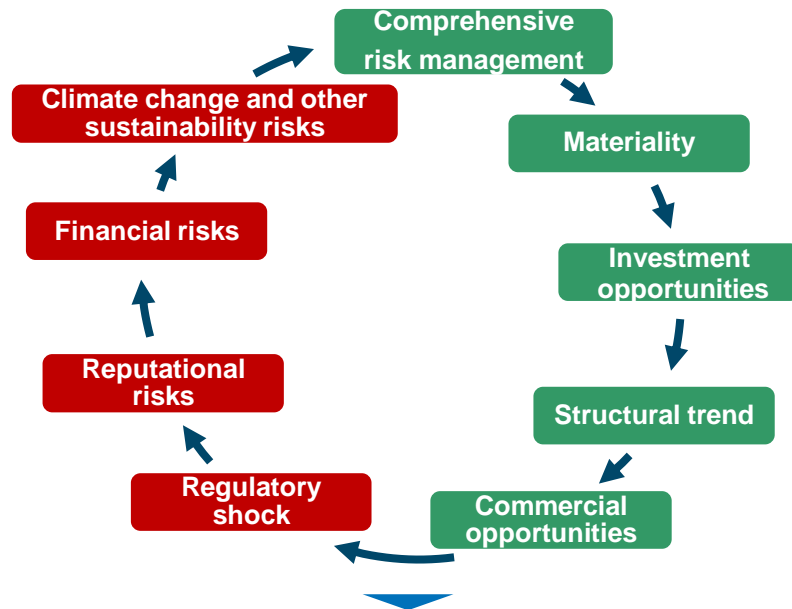 Comprehensive
risk management
Climate change and other
sustainability risks
Materiality
Financial risks
Investment
opportunities
Reputational
risks
Structural trend
Regulatory
shock
Commercial
opportunities